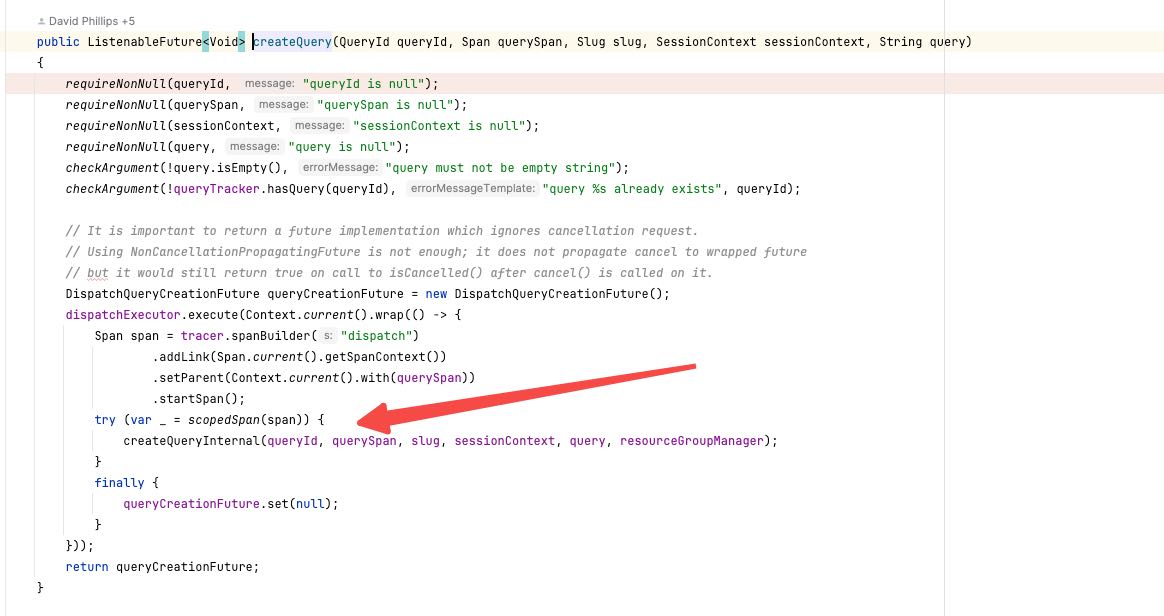 David Phillips +5
public ListenableFuture<Void> createQuery(QueryId queryId, Span querySpan, Slug slug, SessionContext sessionContext, String query)
{
requireNonNull(queryId, message: "queryId is null");
requireNonNull(querySpan, message: "querySpan is null");
requireNonNull(sessionContext, message: "sessionContext is null");
requireNonNull(query, message: "query is null");
checkArgument(!query.isEmpty(), errorMessage: "query must not be empty string");
checkArgument(!queryTracker.hasQuery(queryId), errorMessageTemplate: "query %s already exists", queryId);
// It is important to return a future implementation which ignores cancellation request.
// Using NonCancellationPropagatingFuture is not enough; it does not propagate cancel to wrapped future
// but it would still return true on call to isCancelled() after cancel() is called on it.
DispatchQueryCreationFuture queryCreationFuture = new DispatchQueryCreationFuture();
dispatchExecutor.execute(Context.current().wrap(() -> {
Span span = tracer.spanBuilder( s: "dispatch")
.addLink(Span.current().getSpanContext())
.setParent(Context.current().with(querySpan))
.startSpan();
try (var _ = scopedSpan(span)) {
createQueryInternal(queryId, querySpan, slug, sessionContext, query, resourceGroupManager);
}
finally {
queryCreationFuture.set(null);
}
}));
return queryCreationFuture;
}